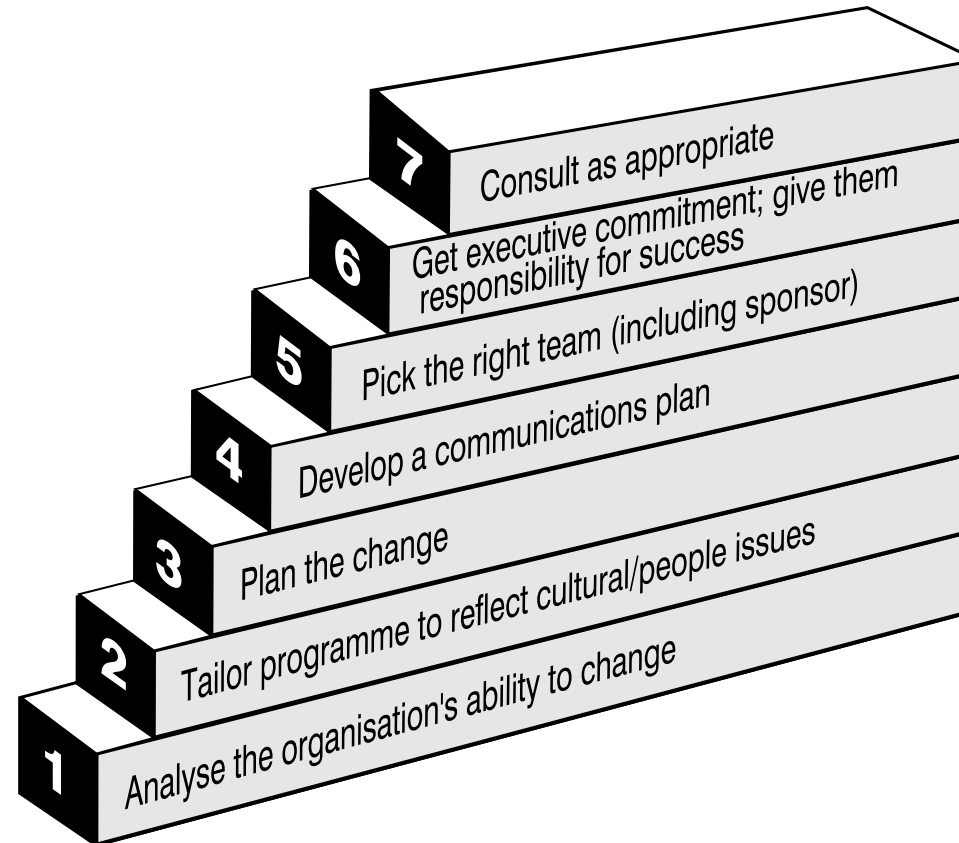 7 Consult as appropriate
6 Get executive commitment; give them
responsibility for success
5 Pick the right team (including sponsor)
4 Develop a communications plan
3 Plan the change
2 Tailor programme to reflect cultural/people issues
1 Analyse the organisation's ability to change